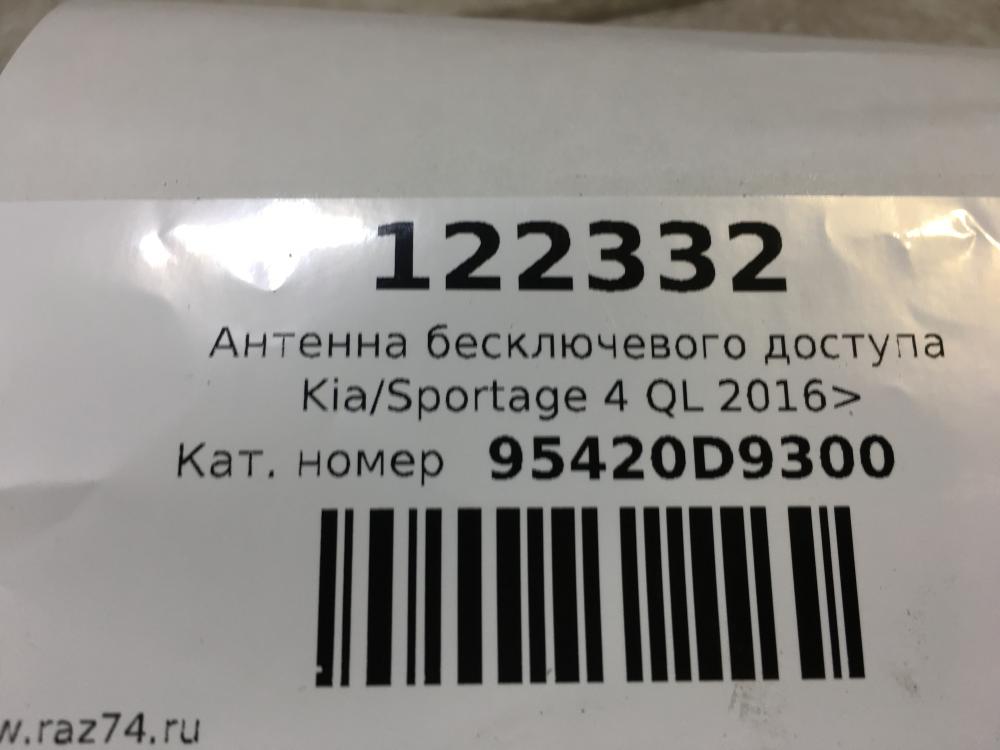 122332
Антенна бесключевого доступа
Kia/Sportage 4 QL 2016>
Кат. номер 95420D9300
w.raz74.ru